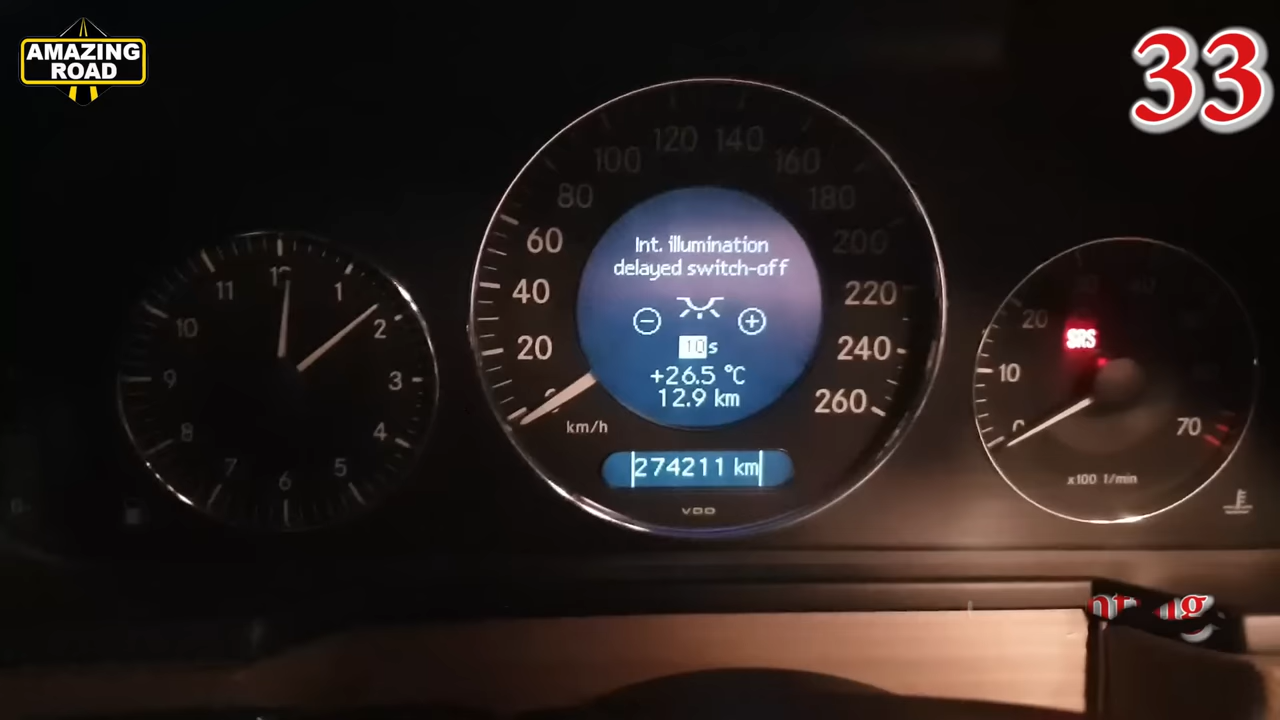 AMAZING
ROAD
33
120 140
100 160
80 180
60 200
40 220
20 240
260
km/h
Int. illumination
delayed switch-off
10s
+26.5 °C
12.9 km
274211 km
VDO
12
11 1
10 2
9 3
8 4
7 5
6
20
10
0
70
SRS
x100 1/min